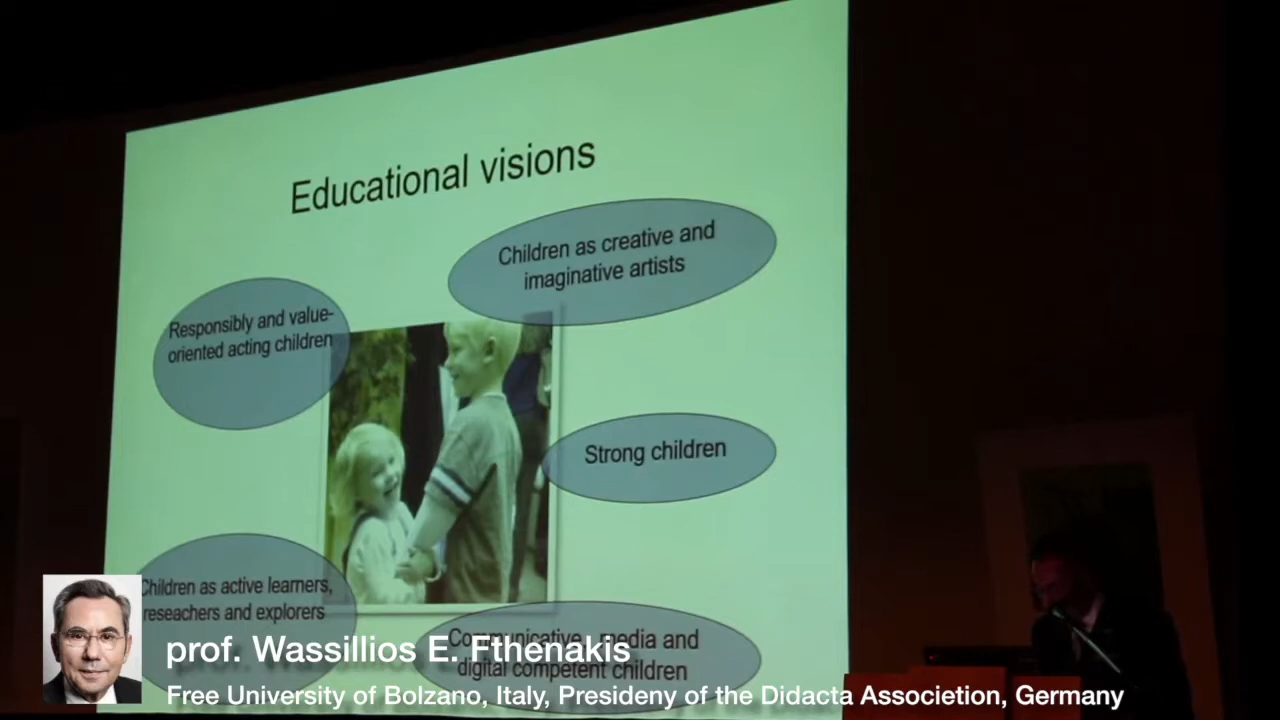 Educational visions
Children as creative and
imaginative artists
Responsibly and value-
oriented acting children
Strong children
Children as active learners,
reseachers and explorers
Communicative, media and
digital competent children
prof. Wassillios E. Fthenakis
Free University of Bolzano, Italy, Presideny of the Didacta Associetion, Germany